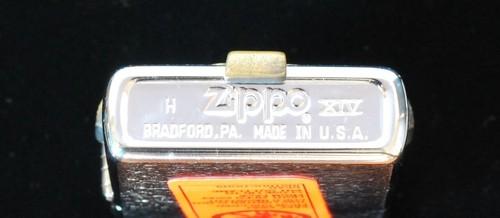 H Zippo XIV
BRADFORD, PA. MADE IN U.S.A.